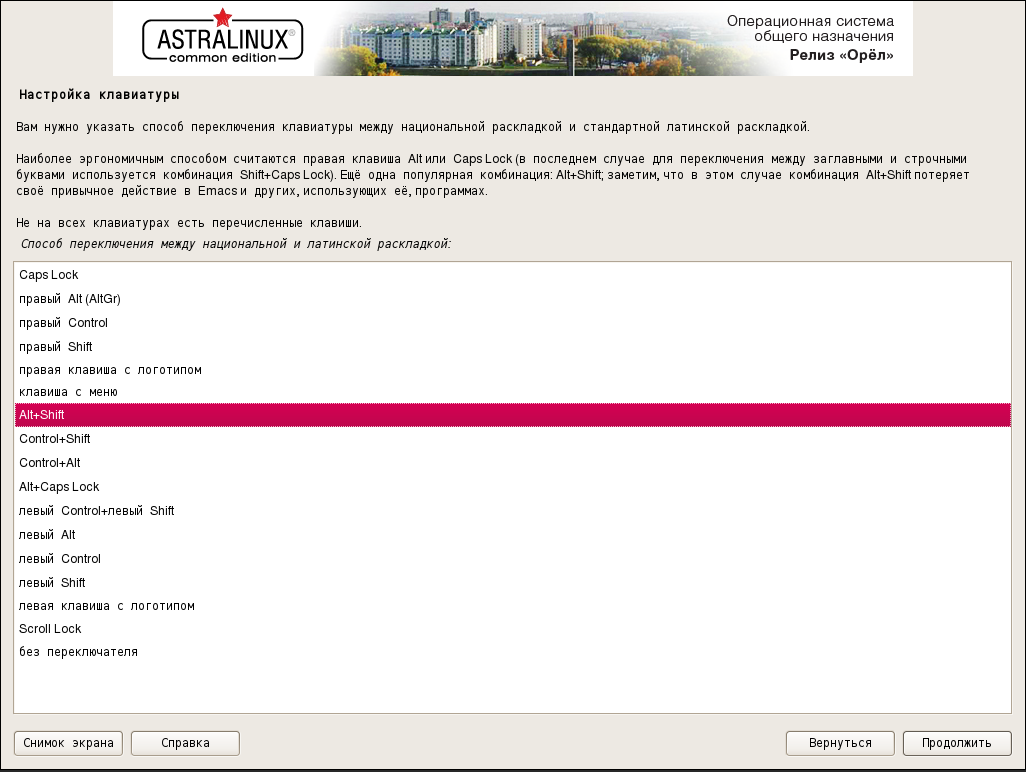 ASTRALINUX®
common edition
Операционная система
общего назначения
Релиз «Орёл»
Настройка клавиатуры
Вам нужно указать способ переключения клавиатуры между национальной раскладкой и стандартной латинской раскладкой.
Наиболее эргономичным способом считаются правая клавиша Alt или Caps Lock (в последнем случае для переключения между заглавными и строчными
буквами используется комбинация Shift+Caps Lock). Ещё одна популярная комбинация: Alt+Shift; заметим, что в этом случае комбинация Alt+Shift потеряет
своё привычное действие в Emacs и других, использующих её, программах.
Не на всех клавиатурах есть перечисленные клавиши.
Способ переключения между национальной и латинской раскладкой:
Caps Lock
правый Alt (AltGr)
правый Control
правый Shift
правая клавиша с логотипом
клавиша с меню
Alt+Shift
Control+Shift
Control+Alt
Alt+Caps Lock
левый Control+левый Shift
левый Alt
левый Control
левый Shift
левая клавиша с логотипом
Scroll Lock
без переключателя
Снимок экрана
Справка
Вернуться
Продолжить